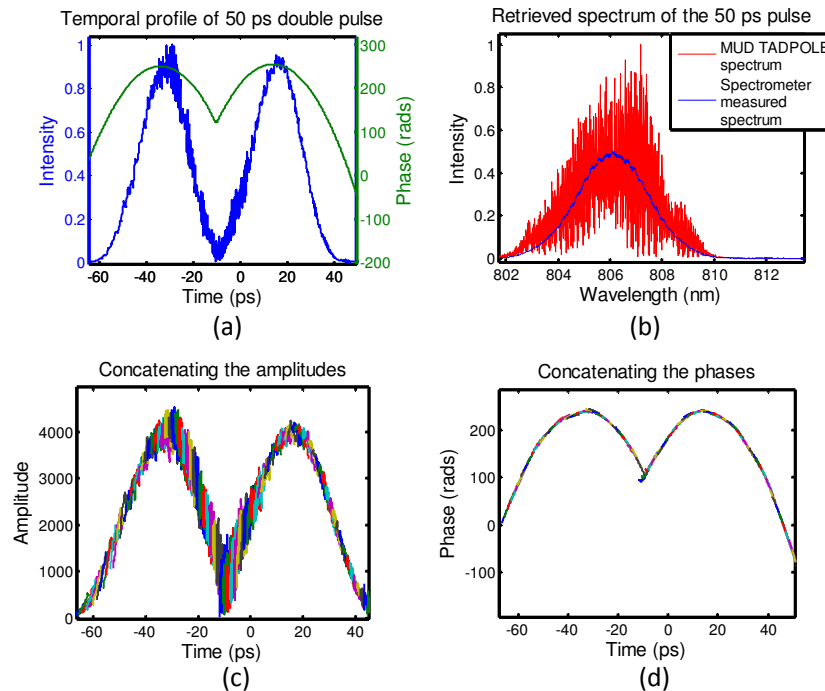 Temporal profile of 50 ps double pulse
1
0.8
0.6
0.4
0.2
0
Intensity
300
200
100
0
-100
-200
Phase (rads)
-60 -40 -20 0 20 40
Time (ps)
(a)
Retrieved spectrum of the 50 ps pulse
MUD TADPOLE
spectrum
Spectrometer
measured
spectrum
1
0.8
0.6
0.4
0.2
0
Intensity
802 804 806 808 810 812
Wavelength (nm)
(b)
Concatenating the amplitudes
4000
3000
2000
1000
0
Amplitude
-60 -40 -20 0 20 40
Time (ps)
(c)
Concatenating the phases
200
100
0
-100
Phase (rads)
-60 -40 -20 0 20 40
Time (ps)
(d)